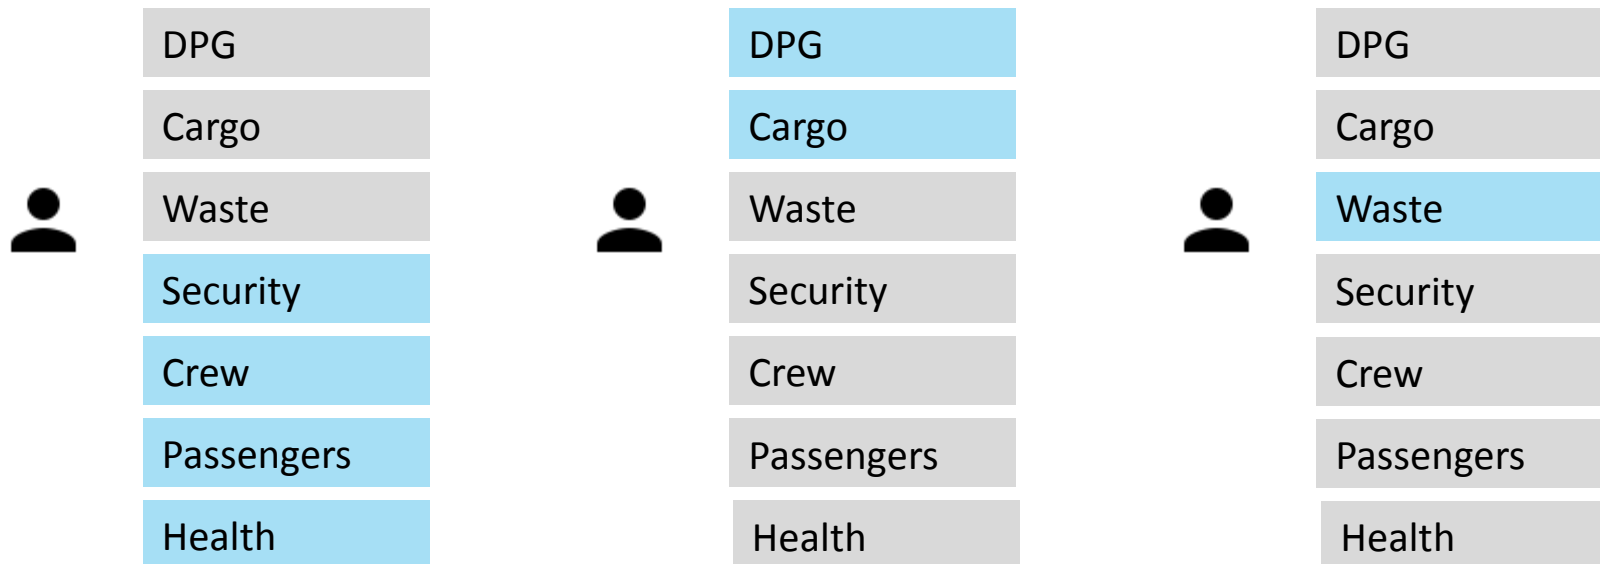 DPG
Cargo
Waste
Security
Crew
Passengers
Health
DPG
Cargo
Waste
Security
Crew
Passengers
Health
DPG
Cargo
Waste
Security
Crew
Passengers
Health